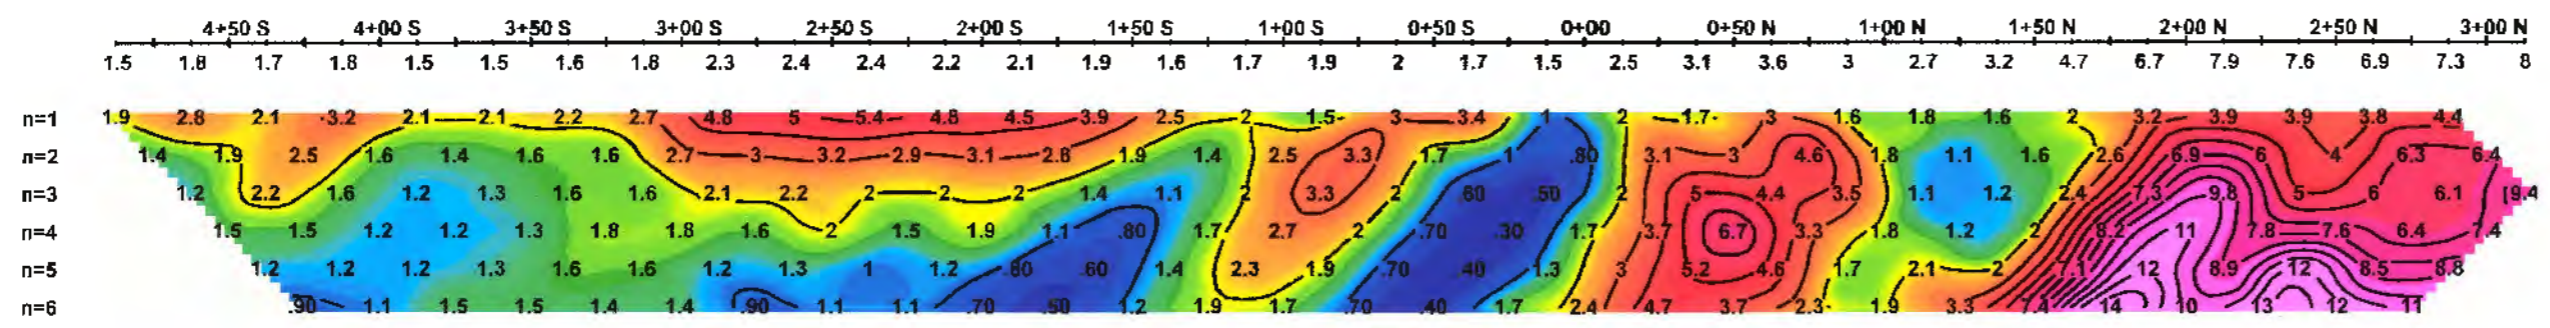 4+50 S 4+00 S 3+50 S 3+00 S 2+50 S 2+00 S 1+50 S 1+00 S 0+50 S 0+00 0+50 N 1+00 N 1+50 N 2+00 N 2+50 N 3+00 N
1.5 1.8 1.7 1.8 1.5 1.5 1.6 1.8 2.3 2.4 2.4 2.2 2.1 1.9 1.6 1.7 1.9 2 1.7 1.5 2.5 3.1 3.6 3 2.7 3.2 4.7 6.7 7.9 7.6 6.9 7.3 8
n=1 1.9 2.8 2.1 3.2 2.1 2.1 2.2 2.7 4.8 5 5.4 4.8 4.5 3.9 2.5 2 1.5 3 3.4 1 2 1.7 3 1.6 1.8 1.6 2 3.2 3.9 3.9 3.8 4.4
n=2 1.4 1.9 2.5 1.6 1.4 1.6 1.6 2.7 3 3.2 2.9 3.1 2.8 1.9 1.4 2.5 3.3 1.7 1 .80 3.1 3 4.6 1.8 1.1 1.6 2.6 6.9 6 4 6.3 6.4
n=3 1.2 2.2 1.6 1.2 1.3 1.6 1.6 2.1 2.2 2 2 2 1.4 1.1 2 3.3 2 .60 .50 2 5 4.4 3.5 1.1 1.2 2.4 7.3 9.8 5 6 6.1 9.4
n=4 1.5 1.5 1.2 1.2 1.3 1.8 1.8 1.6 2 1.5 1.9 1.1 .80 1.7 2.7 2 .70 .30 1.7 3.7 6.7 3.3 1.8 1.2 2 8.2 11 7.8 7.6 6.4 7.4
n=5 1.2 1.2 1.2 1.3 1.6 1.6 1.2 1.3 1 1.2 .80 .60 1.4 2.3 1.9 .70 .40 1.3 3 5.2 4.6 1.7 2.1 2 7.1 12 8.9 12 8.5 8.8
n=6 .90 1.1 1.5 1.5 1.4 1.4 .90 1.1 1.1 .70 .50 1.2 1.9 1.7 .70 .40 1.7 2.4 4.7 3.7 2.3 1.9 3.3 7.4 14 10 13 12 11